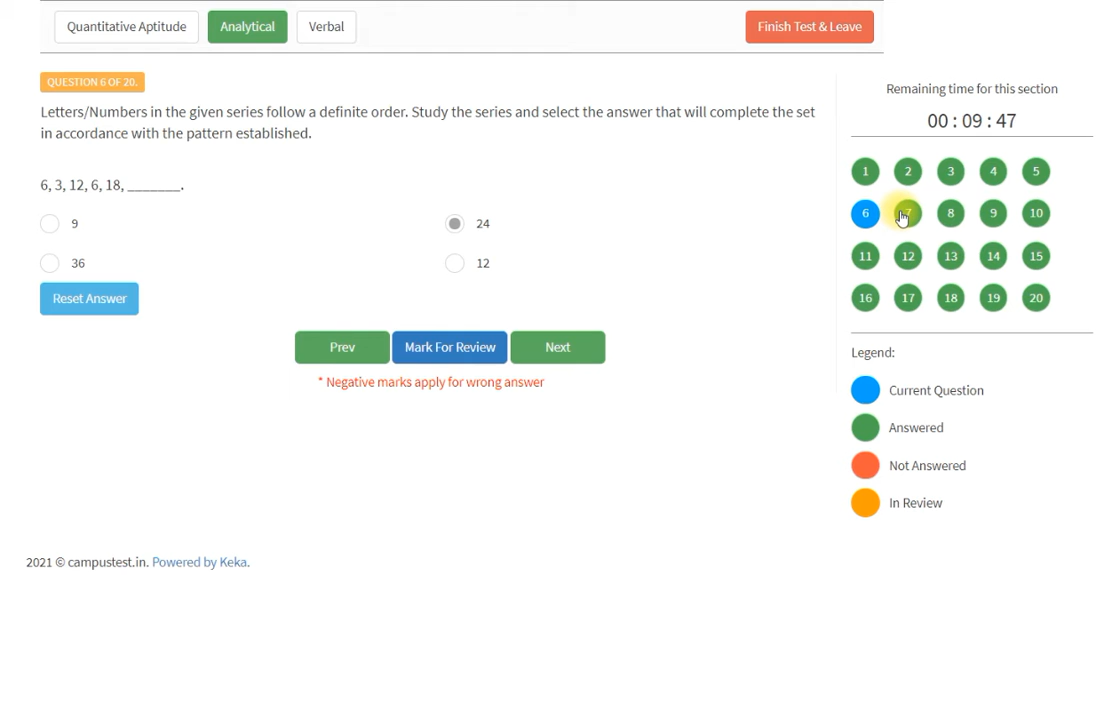 Quantitative Aptitude Analytical Verbal Finish Test & Leave
QUESTION 6 OF 20.
Letters/Numbers in the given series follow a definite order. Study the series and select the answer that will complete the set
in accordance with the pattern established.
6, 3, 12, 6, 18, _______.
9 24
36 12
Reset Answer
Prev Mark For Review Next
* Negative marks apply for wrong answer
Remaining time for this section
00 : 09 : 47
1 2 3 4 5
6 7 8 9 10
11 12 13 14 15
16 17 18 19 20
Legend:
Current Question
Answered
Not Answered
In Review
2021 © campustest.in. Powered by Keka.